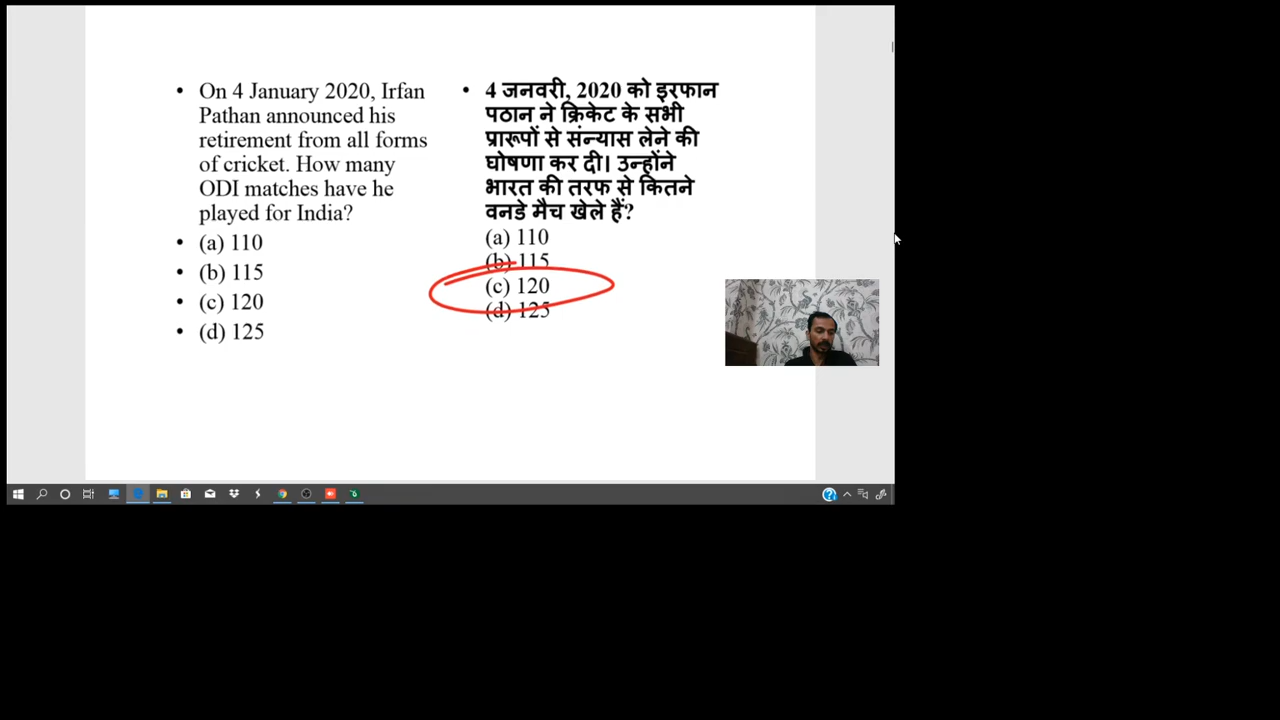 • On 4 January 2020, Irfan
Pathan announced his
retirement from all forms
of cricket. How many
ODI matches have he
played for India?
• (a) 110
• (b) 115
• (c) 120
• (d) 125
• 4 जनवरी, 2020 को इरफान
पठान ने क्रिकेट के सभी
प्रारूपों से संन्यास लेने की
घोषणा कर दी। उन्होंने
भारत की तरफ से कितने
वनडे मैच खेले हैं?
(a) 110
(b) 115
(c) 120
(d) 125